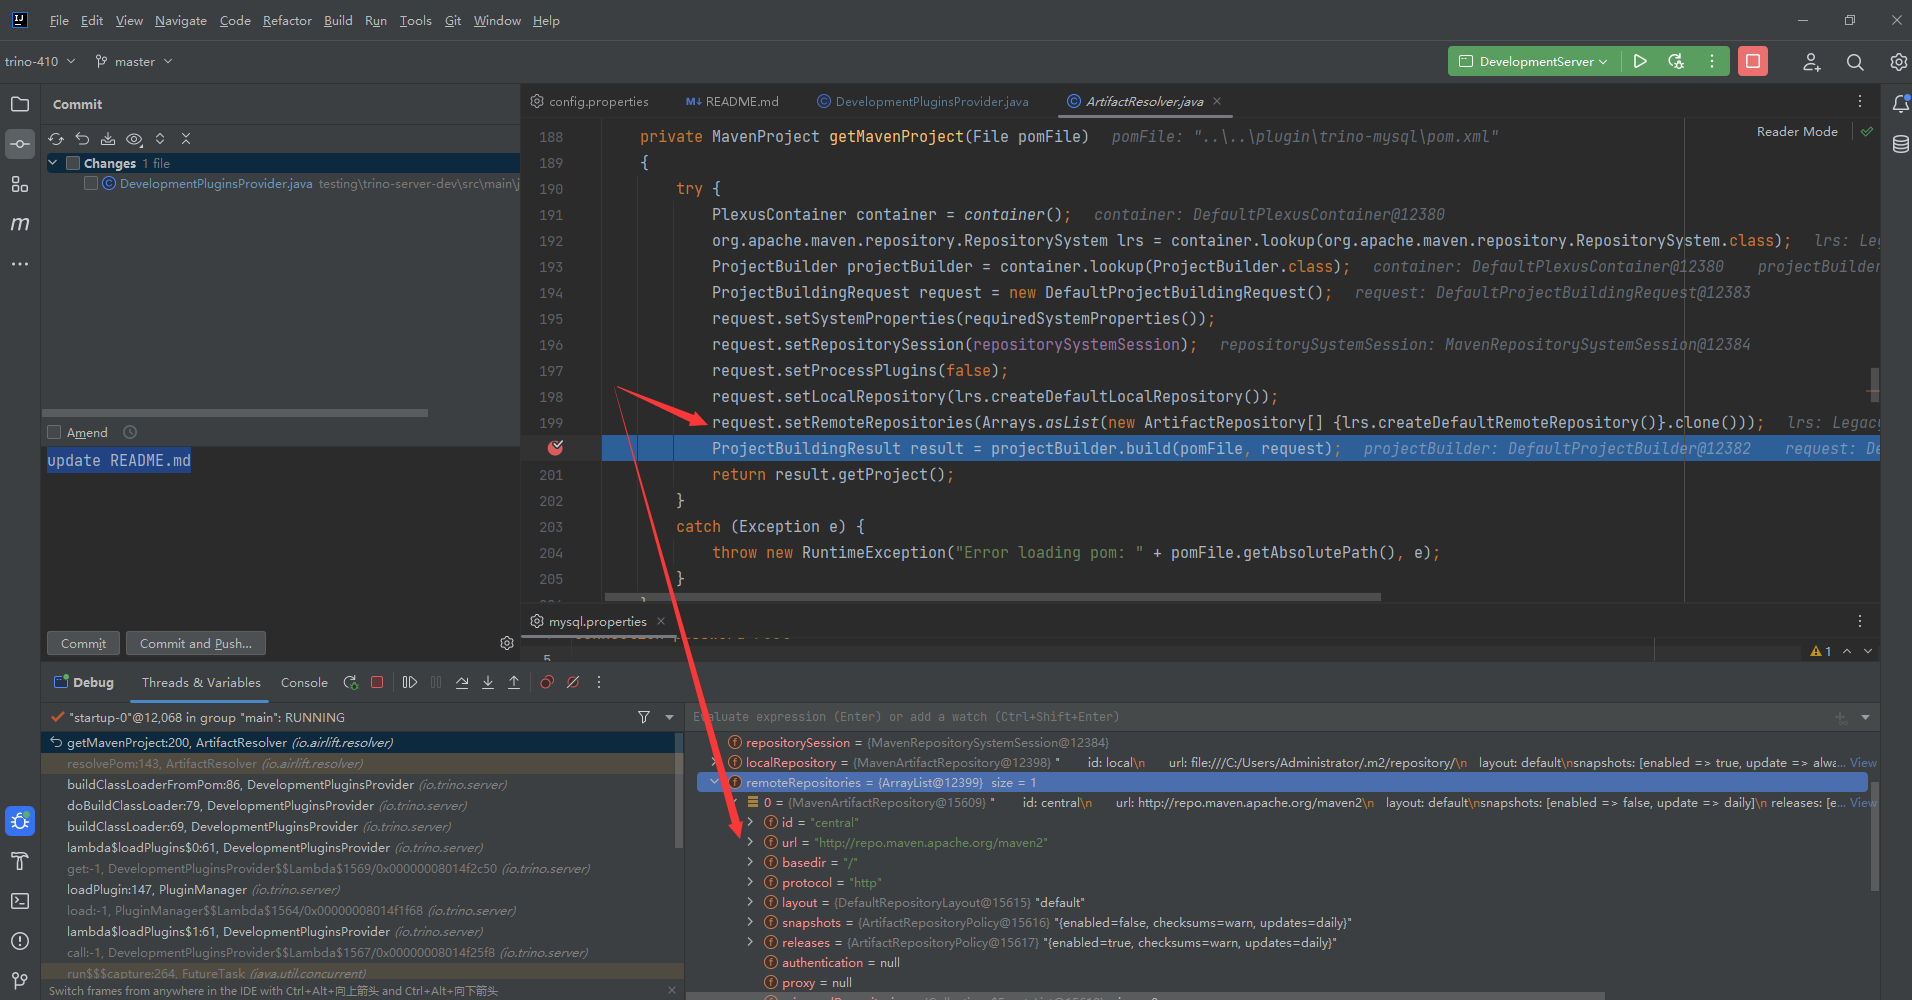 File Edit View Navigate Code Refactor Build Run Tools Git Window Help
trino-410 master DevelopmentServer
Commit
Changes 1 file
DevelopmentPluginsProvider.java testing\trino-server-dev\src\main\j
Amend
update README.md
Commit Commit and Push...
config.properties README.md DevelopmentPluginsProvider.java ArtifactResolver.java
Reader Mode
188 private MavenProject getMavenProject(File pomFile) pomFile: "..\..\plugin\trino-mysql\pom.xml"
189 {
190 try {
191 PlexusContainer container = container(); container: DefaultPlexusContainer@12380
192 org.apache.maven.repository.RepositorySystem lrs = container.lookup(org.apache.maven.repository.RepositorySystem.class); lrs: Lega
193 ProjectBuilder projectBuilder = container.lookup(ProjectBuilder.class); container: DefaultPlexusContainer@12380 projectBuilder
194 ProjectBuildingRequest request = new DefaultProjectBuildingRequest(); request: DefaultProjectBuildingRequest@12383
195 request.setSystemProperties(requiredSystemProperties());
196 request.setRepositorySession(repositorySystemSession); repositorySystemSession: MavenRepositorySystemSession@12384
197 request.setProcessPlugins(false);
198 request.setLocalRepository(lrs.createDefaultLocalRepository());
199 request.setRemoteRepositories(Arrays.asList(new ArtifactRepository[] {lrs.createDefaultRemoteRepository()}.clone())); lrs: Legacy
ProjectBuildingResult result = projectBuilder.build(pomFile, request); projectBuilder: DefaultProjectBuilder@12382 request: De
201 return result.getProject();
202 }
203 catch (Exception e) {
204 throw new RuntimeException("Error loading pom: " + pomFile.getAbsolutePath(), e);
205 }
mysql.properties
5
1
Debug Threads & Variables Console
"startup-0"@12,068 in group "main": RUNNING
getMavenProject:200, ArtifactResolver (io.airlift.resolver)
resolvePom:143, ArtifactResolver (io.airlift.resolver)
buildClassLoaderFromPom:86, DevelopmentPluginsProvider (io.trino.server)
doBuildClassLoader:79, DevelopmentPluginsProvider (io.trino.server)
buildClassLoader:69, DevelopmentPluginsProvider (io.trino.server)
lambda$loadPlugins$0:61, DevelopmentPluginsProvider (io.trino.server)
get:-1, DevelopmentPluginsProvider$$Lambda$1569/0x00000008014f2c50 (io.trino.server)
loadPlugin:147, PluginManager (io.trino.server)
load:-1, PluginManager$$Lambda$1564/0x00000008014f1f68 (io.trino.server)
lambda$loadPlugins$1:61, DevelopmentPluginsProvider (io.trino.server)
call:-1, DevelopmentPluginsProvider$$Lambda$1567/0x00000008014f25f8 (io.trino.server)
run$$$capture:264, FutureTask (java.util.concurrent)
Switch frames from anywhere in the IDE with Ctrl+Alt+向上箭头 and Ctrl+Alt+向下箭头
Evaluate expression (Enter) or add a watch (Ctrl+Shift+Enter)
repositorySession = {MavenRepositorySystemSession@12384}
localRepository = {MavenArtifactRepository@12398} " id: local\n url: file:///C:/Users/Administrator/.m2/repository/\n layout: default\nsnapshots: [enabled => true, update => alwa... View
remoteRepositories = {ArrayList@12399} size = 1
0 = {MavenArtifactRepository@15609} " id: central\n url: http://repo.maven.apache.org/maven2\n layout: default\nsnapshots: [enabled => false, update => daily]\n releases: [e... View
id = "central"
url = "http://repo.maven.apache.org/maven2"
basedir = "/"
protocol = "http"
layout = {DefaultRepositoryLayout@15615} "default"
snapshots = {ArtifactRepositoryPolicy@15616} "{enabled=false, checksums=warn, updates=daily}"
releases = {ArtifactRepositoryPolicy@15617} "{enabled=true, checksums=warn, updates=daily}"
authentication = null
proxy = null